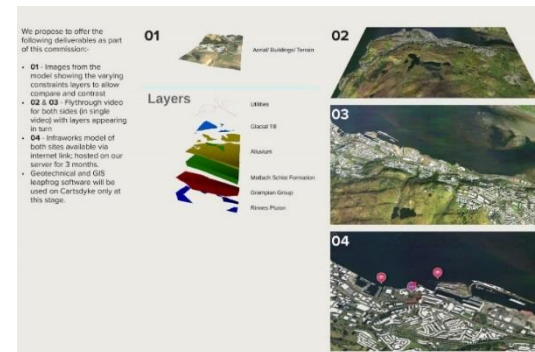 We propose to offer the
following deliverables as part
of this commission:-
• 01 - Images from the
model showing the varying
constraints layers to allow
compare and contrast
• 02 & 03 - Flythrough video
for both sides (in single
video) with layers appearing
in turn
• 04 - Infraworks model of
both sites available via
internet link; hosted on our
server for 3 months.
• Geotechnical and GIS
leapfrog software will be
used on Cartsdyke only at
this stage.
01
Aerial/ Buildings/ Terrain
Layers
Utilities
Glacial Till
Alluvium
Mallach Schist Formation
Grampian Group
Rinnes Pluton
02
03
04